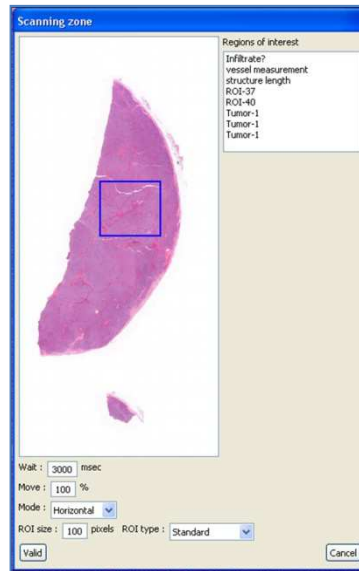 Scanning zone
Regions of interest
Infiltrate?
vessel measurement
structure length
ROI-37
ROI-40
Tumor-1
Tumor-1
Tumor-1
Wait : 3000 msec
Move : 100 %
Mode : Horizontal
ROI size : 100 pixels ROI type : Standard
Valid Cancel